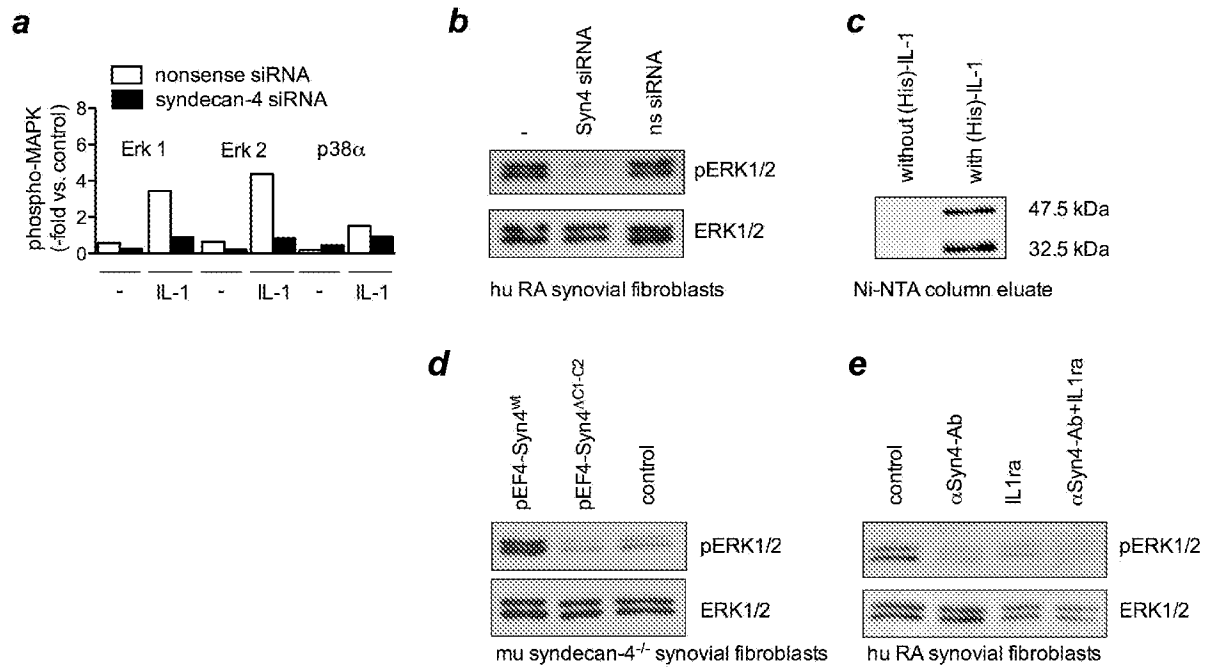 a
nonsense siRNA
syndecan-4 siRNA
phospho-MAPK
(-fold vs. control)
8
6
4
2
0
Erk 1
Erk 2
p38α
-
IL-1
-
IL-1
-
IL-1
b
-
Syn4 siRNA
ns siRNA
pERK1/2
ERK1/2
hu RA synovial fibroblasts
c
without (His)-IL-1
with (His)-IL-1
47.5 kDa
32.5 kDa
Ni-NTA column eluate
d
pEF4-Syn4wt
pEF4-Syn4ΔC1-C2
control
pERK1/2
ERK1/2
mu syndecan-4-/- synovial fibroblasts
e
control
αSyn4-Ab
IL1ra
αSyn4-Ab+IL1ra
pERK1/2
ERK1/2
hu RA synovial fibroblasts